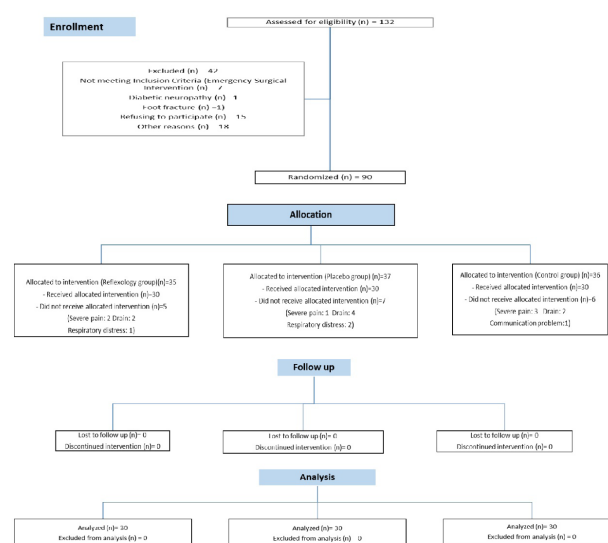 Enrollment
Assessed for eligibility (n) = 132
Excluded (n) 42
Not meeting Inclusion Criteria (Emergency Surgical
Intervention (n) 7
Diabetic neuropathy (n) 1
Foot fracture (n) =1)
Refusing to participate (n) 15
Other reasons (n) 18
Randomized (n) = 90
Allocation
Allocated to intervention (Reflexology group)(n)=35
- Received allocated intervention (n)=30
- Did not receive allocated intervention (n)=5
(Severe pain: 2 Drain: 2
Respiratory distress: 1)
Allocated to intervention (Placebo group) (n)=37
- Received allocated intervention (n)=30
- Did not receive allocated intervention (n)=7
(Severe pain: 1 Drain: 4
Respiratory distress: 2)
Allocated to intervention (Control group) (n)=36
- Received allocated intervention (n)=30
- Did not receive allocated intervention (n)=6
(Severe pain: 3 Drain: 2
Communication problem:1)
Follow up
Lost to follow up (n)= 0
Discontinued intervention (n)= 0
Lost to follow up (n)= 0
Discontinued intervention (n)= 0
Lost to follow up (n)= 0
Discontinued intervention (n)= 0
Analysis
Analyzed (n)= 30
Excluded from analysis (n) = 0
Analyzed (n)= 30
Excluded from analysis (n) 0
Analyzed (n)= 30
Excluded from analysis (n) = 0